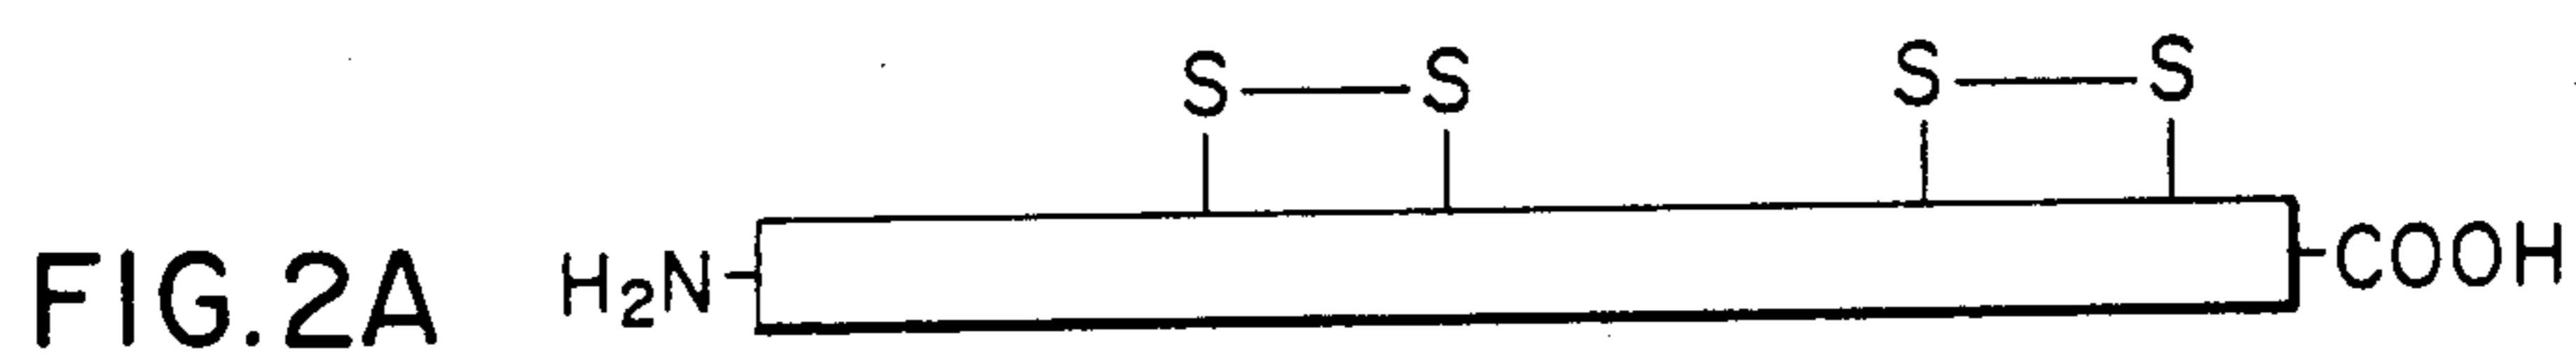 S — S S — S
FIG.2A H₂N- -COOH